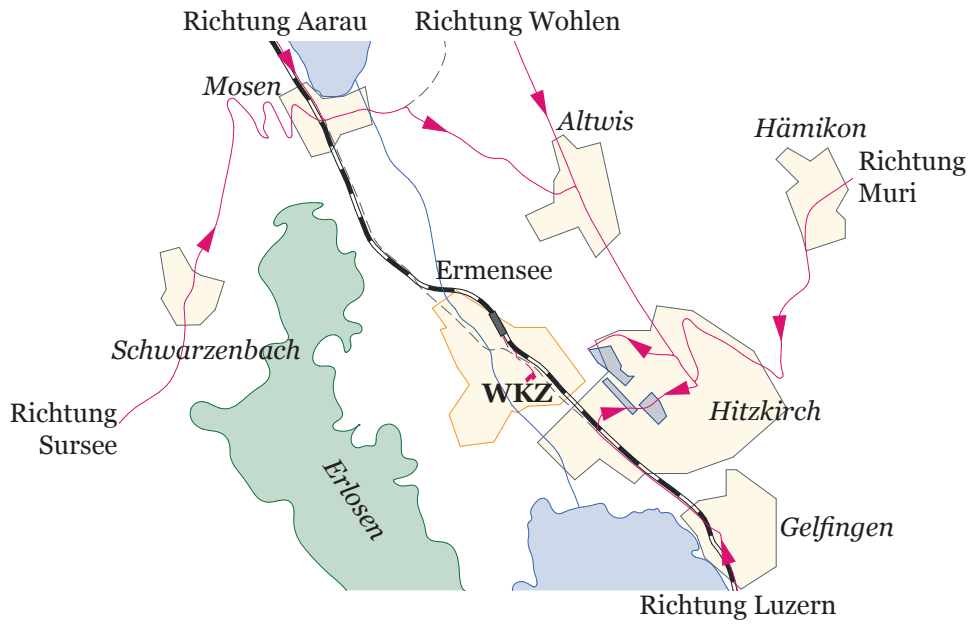 Richtung Aarau
Richtung Wohlen
Mosen
Altwis
Hämikon
Richtung
Muri
Ermensee
Schwarzenbach
WKZ
Richtung
Sursee
Hitzkirch
Erlosen
Gelfingen
Richtung Luzern